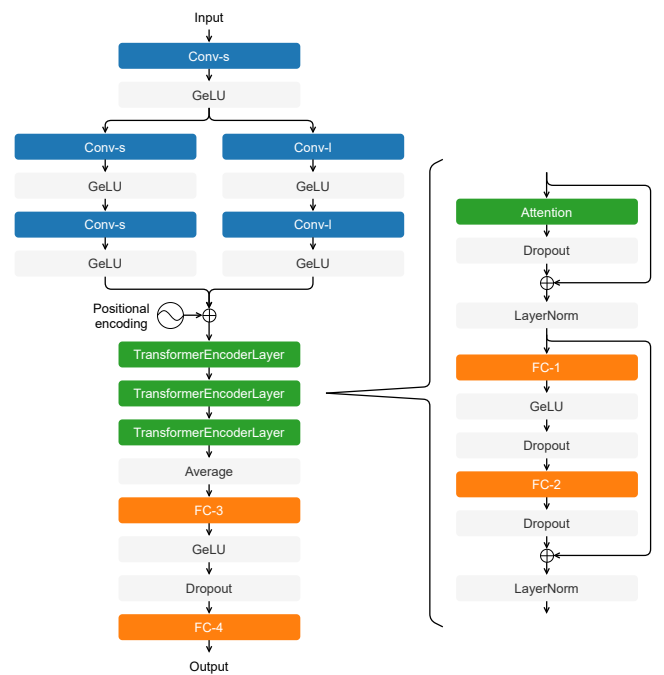 Input
Conv-s
GeLU
Conv-s
Conv-l
GeLU
GeLU
Conv-s
Conv-l
GeLU
GeLU
Positional
encoding
TransformerEncoderLayer
TransformerEncoderLayer
TransformerEncoderLayer
Average
FC-3
GeLU
Dropout
FC-4
Output
Attention
Dropout
LayerNorm
FC-1
GeLU
Dropout
FC-2
Dropout
LayerNorm